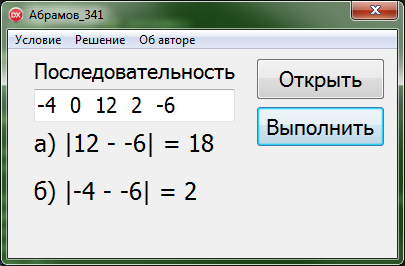 Абрамов_341
Условие Решение Об авторе
Последовательность
Открыть
-4 0 12 2 -6
Выполнить
а) |12 - -6| = 18
б) |-4 - -6| = 2